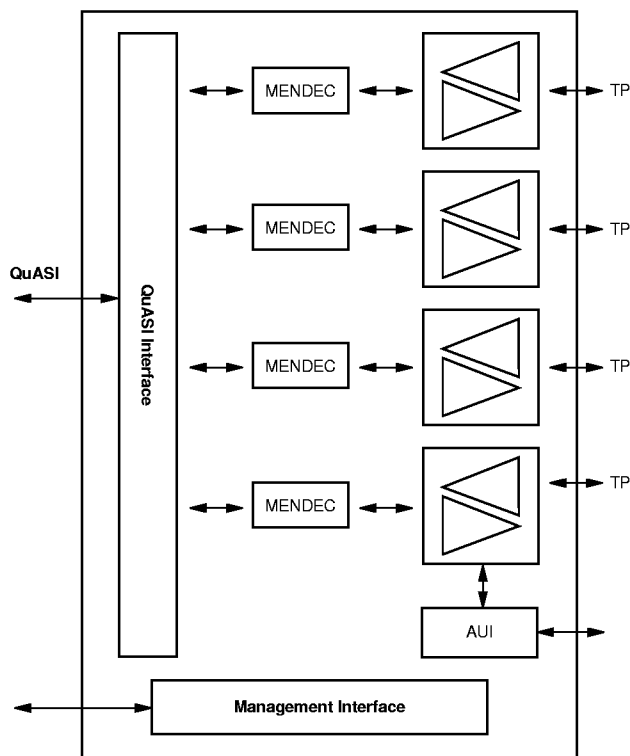 MENDEC
TP
MENDEC
TP
QuASI
QuASI Interface
MENDEC
TP
MENDEC
TP
AUI
Management Interface